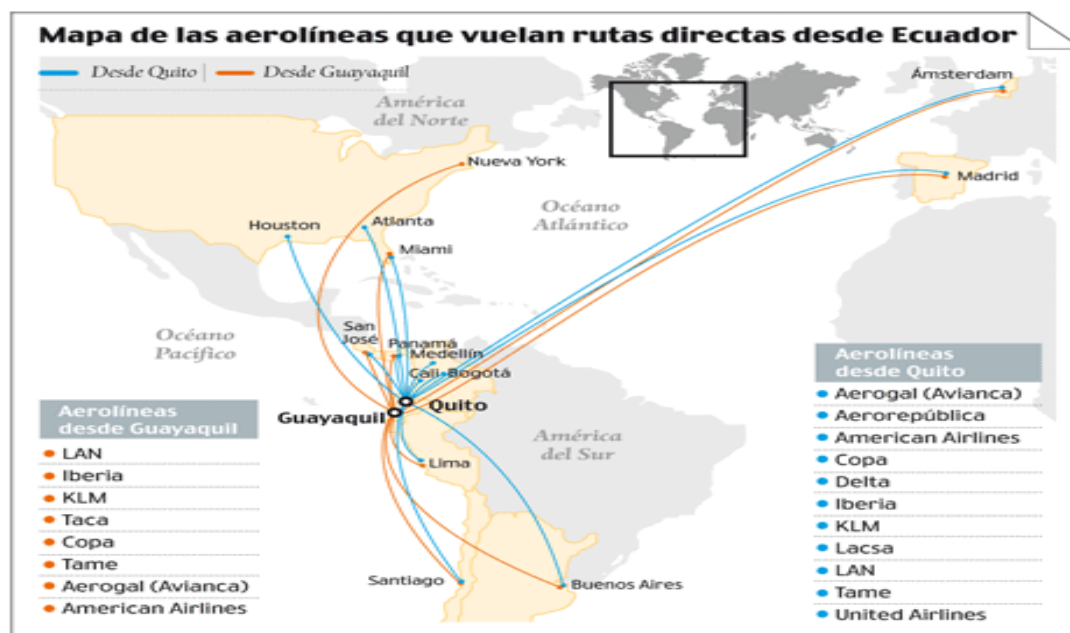 Mapa de las aerolíneas que vuelan rutas directas desde Ecuador
Desde Quito
Desde Guayaquil
América
del Norte
Ámsterdam
Nueva York
Madrid
Océano
Atlántico
Houston
Atlanta
Miami
Océano
Pacífico
San
José
Panamá
Medellín
Cali
Bogotá
Quito
Guayaquil
América
del Sur
Lima
Santiago
Buenos Aires
Aerolíneas
desde Guayaquil
LAN
Iberia
KLM
Taca
Copa
Tame
Aerogal (Avianca)
American Airlines
Aerolíneas
desde Quito
Aerogal (Avianca)
Aerorepública
American Airlines
Copa
Delta
Iberia
KLM
Lacsa
LAN
Tame
United Airlines